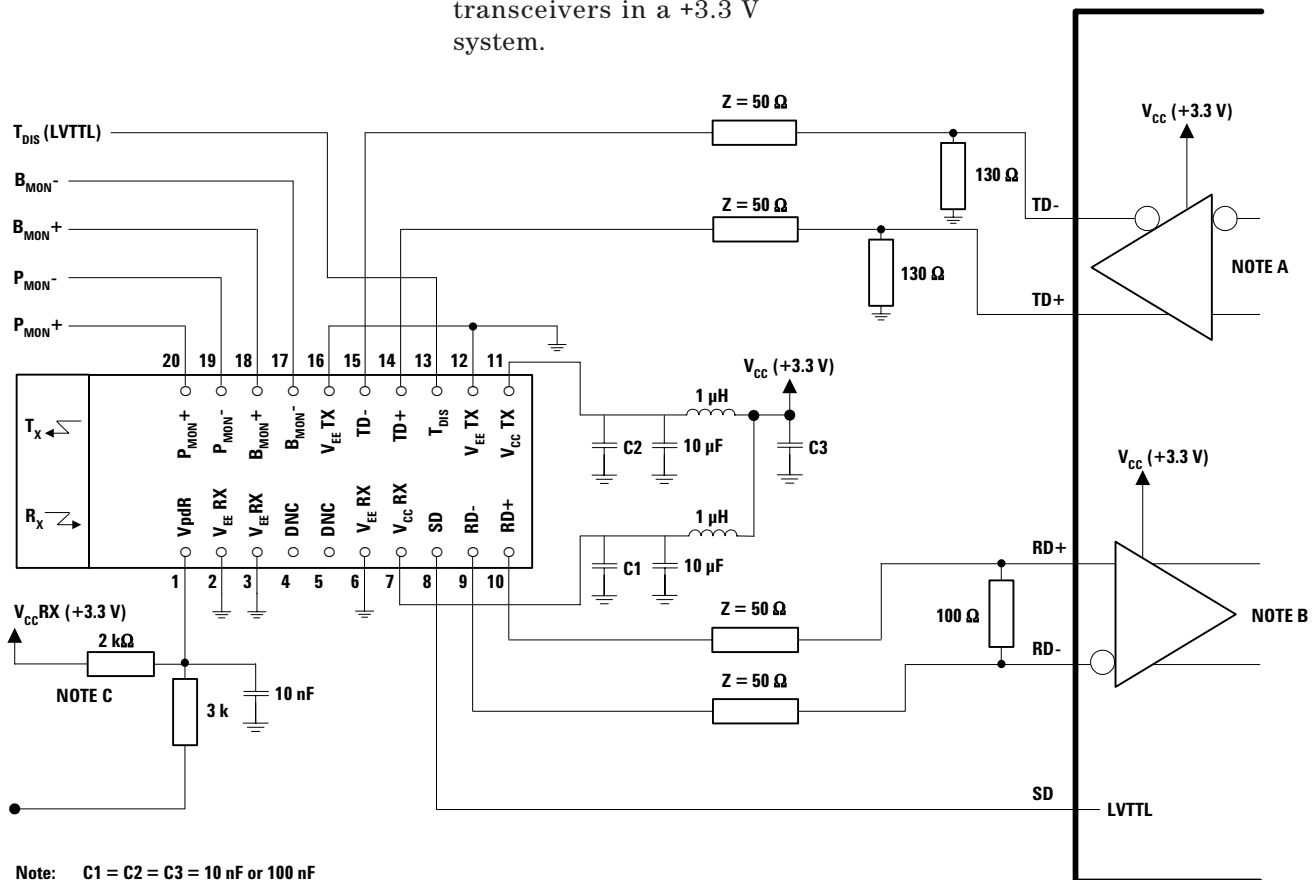 transceivers in a +3.3 V
system.
Z = 50 Ω
T_DIS (LVTTL)
V_CC (+3.3 V)
B_MON-
130 Ω
Z = 50 Ω
TD-
B_MON+
NOTE A
P_MON-
130 Ω
TD+
P_MON+
20 19 18 17 16 15 14 13 12 11
V_CC (+3.3 V)
1 µH
T_X
P_MON+
P_MON-
B_MON+
B_MON-
V_EE TX
TD-
TD+
T_DIS
V_EE TX
V_CC TX
C2
10 µF
C3
V_CC (+3.3 V)
R_X
VpdR
V_EE RX
V_EE RX
DNC
DNC
V_EE RX
V_CC RX
SD
RD-
RD+
1 µH
RD+
C1
10 µF
1 2 3 4 5 6 7 8 9 10
Z = 50 Ω
100 Ω
NOTE B
V_CC RX (+3.3 V)
2 kΩ
RD-
NOTE C
10 nF
Z = 50 Ω
3 k
SD
LVTTL
Note: C1 = C2 = C3 = 10 nF or 100 nF